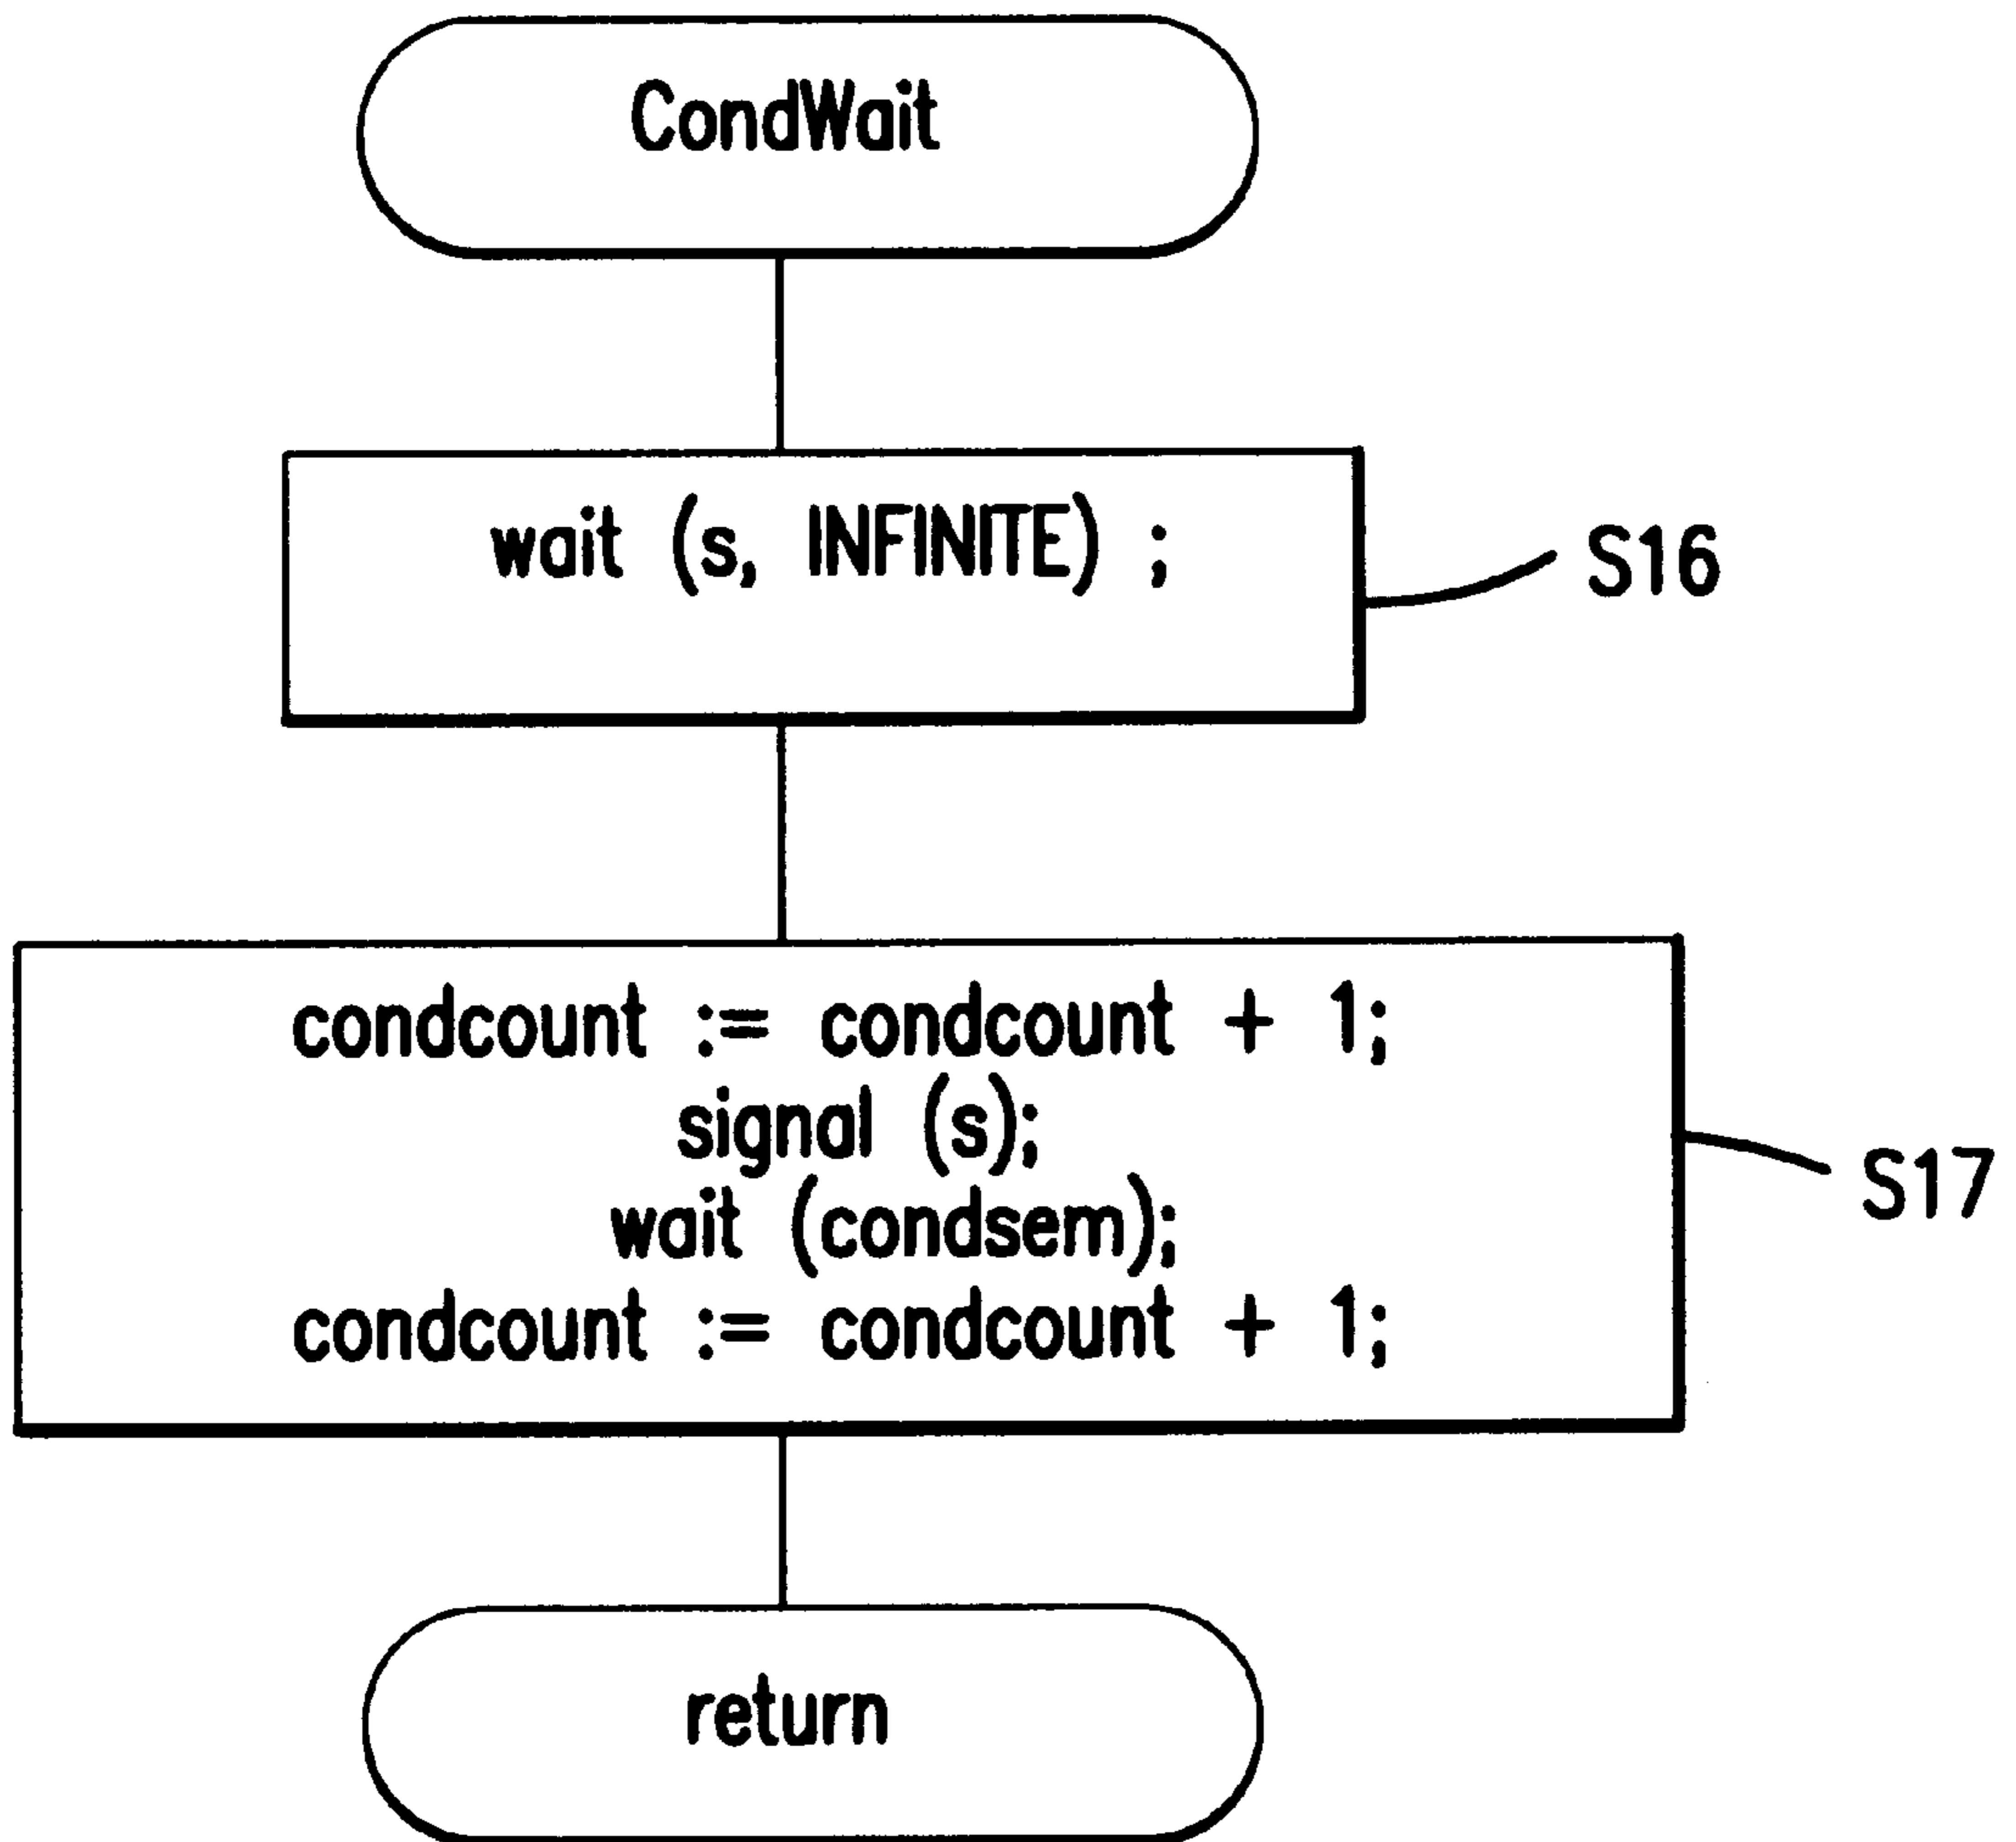 CondWait
wait (s, INFINITE) ;
S16
condcount := condcount + 1;
signal (s);
wait (condsem);
condcount := condcount + 1;
S17
return